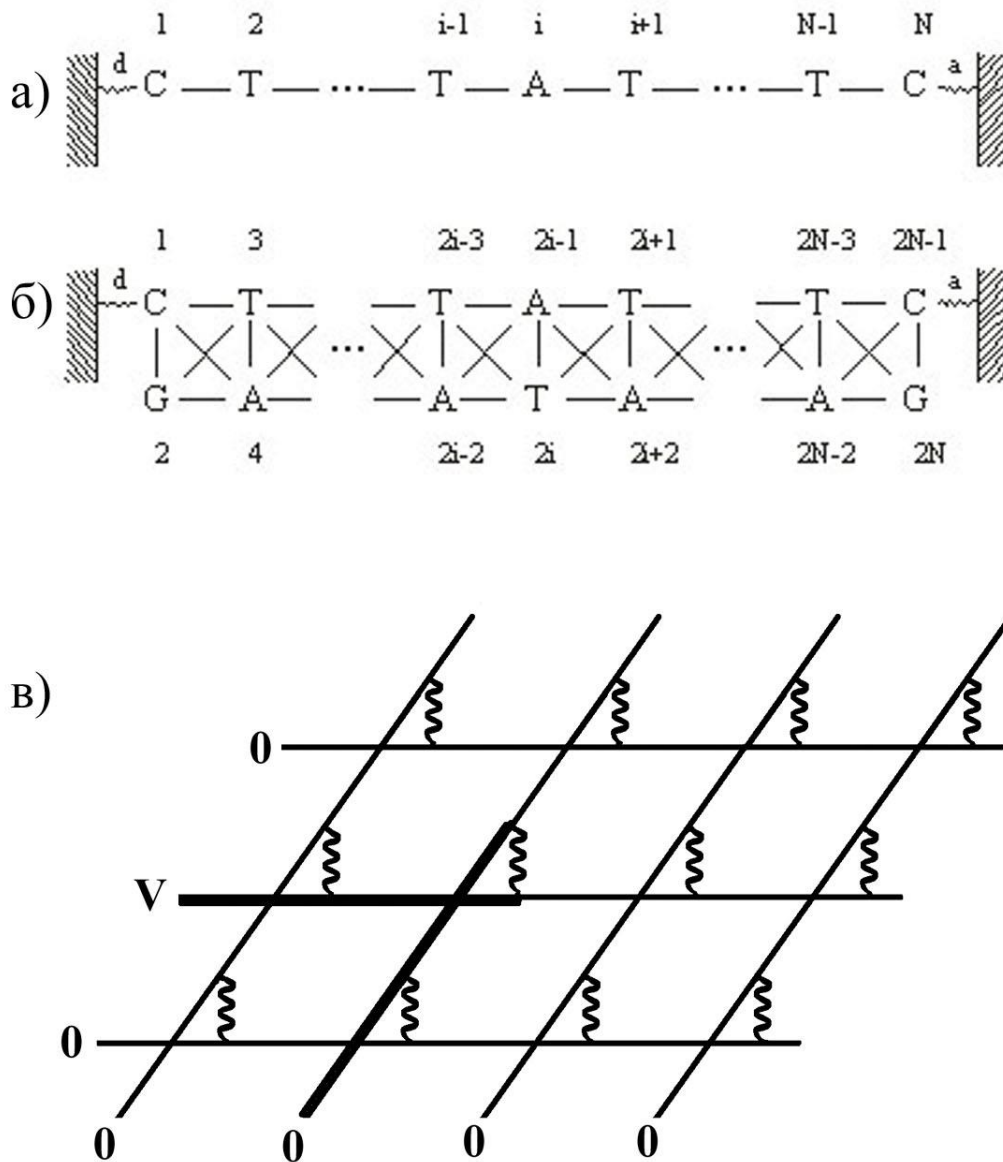 1 2 i-1 i i+1 N-1 N
а) d C T ... T A T ... T C a
1 3 2i-3 2i-1 2i+1 2N-3 2N-1
б) d C T ... T A T ... T C a
G A A T A A G
2 4 2i-2 2i 2i+2 2N-2 2N
в)
0
V
0
0 0 0 0